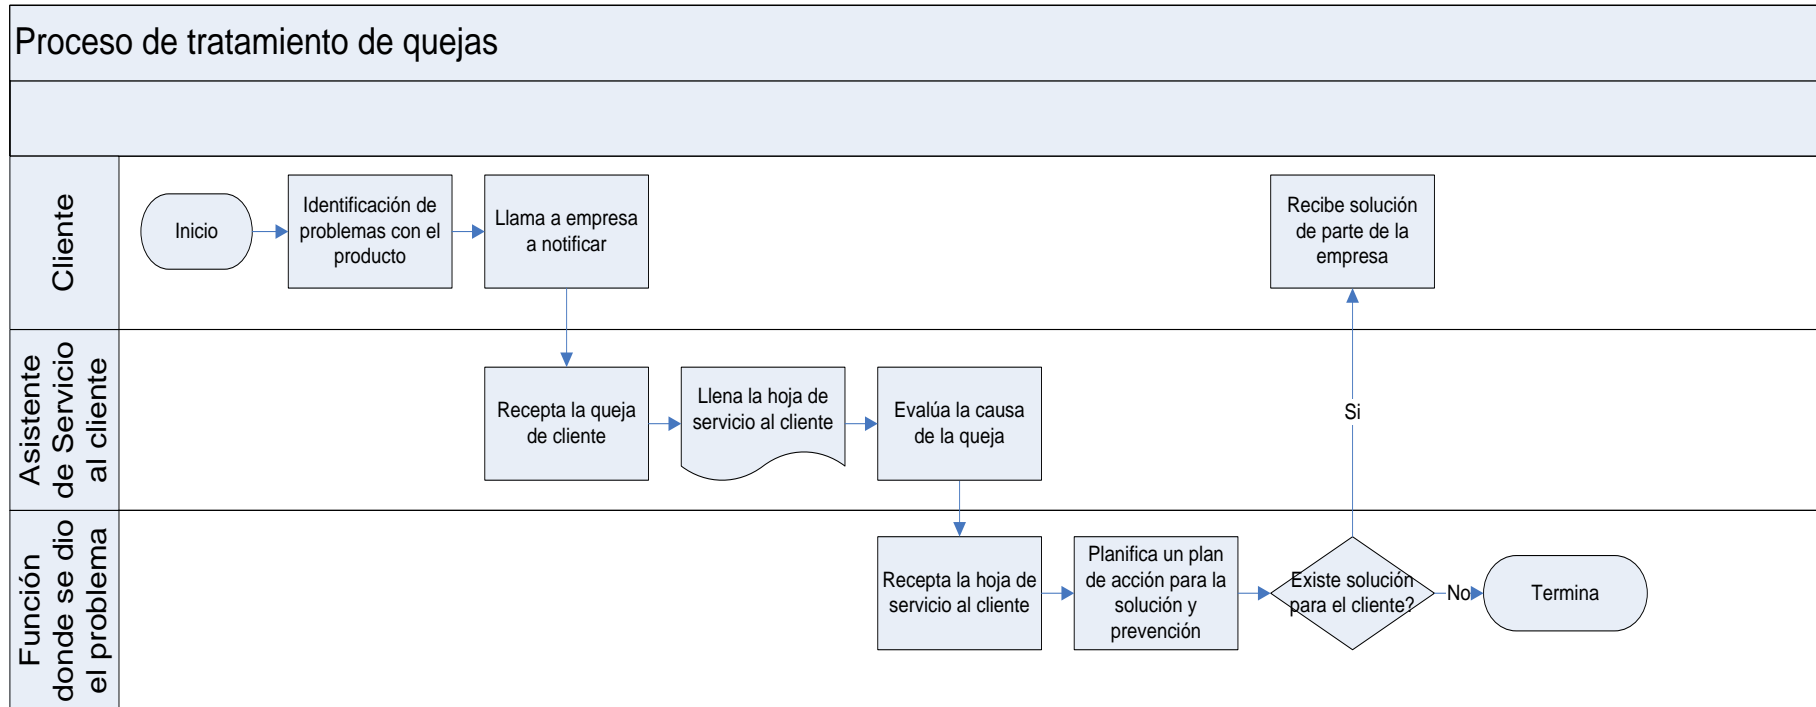 Proceso de tratamiento de quejas
Cliente
Inicio
Identificación de
problemas con el
producto
Llama a empresa
a notificar
Recibe solución
de parte de la
empresa
Asistente
de Servicio
al cliente
Recepta la queja
de cliente
Llena la hoja de
servicio al cliente
Evalúa la causa
de la queja
Si
Función
donde se dio
el problema
Recepta la hoja de
servicio al cliente
Planifica un plan
de acción para la
solución y
prevención
Existe solución
para el cliente?
No
Termina